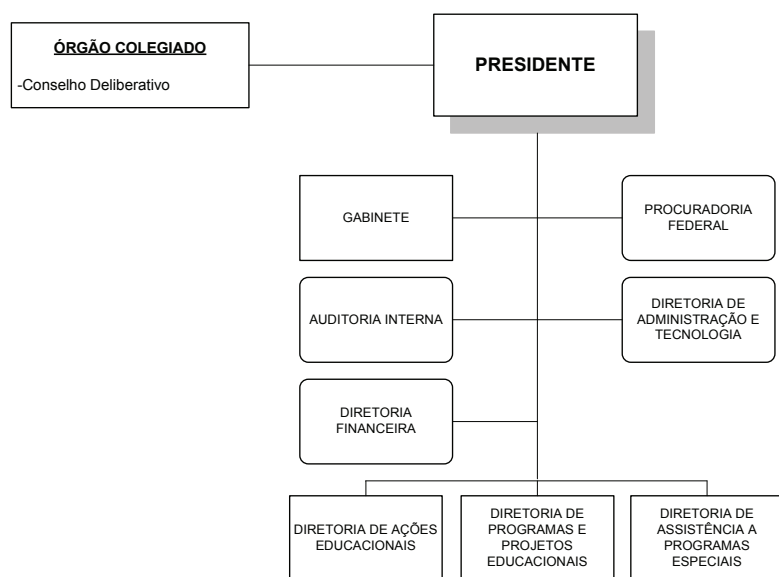 ÓRGÃO COLEGIADO
-Conselho Deliberativo
PRESIDENTE
GABINETE
PROCURADORIA
FEDERAL
AUDITORIA INTERNA
DIRETORIA DE
ADMINISTRAÇÃO E
TECNOLOGIA
DIRETORIA
FINANCEIRA
DIRETORIA DE AÇÕES
EDUCACIONAIS
DIRETORIA DE
PROGRAMAS E
PROJETOS
EDUCACIONAIS
DIRETORIA DE
ASSISTÊNCIA A
PROGRAMAS
ESPECIAIS